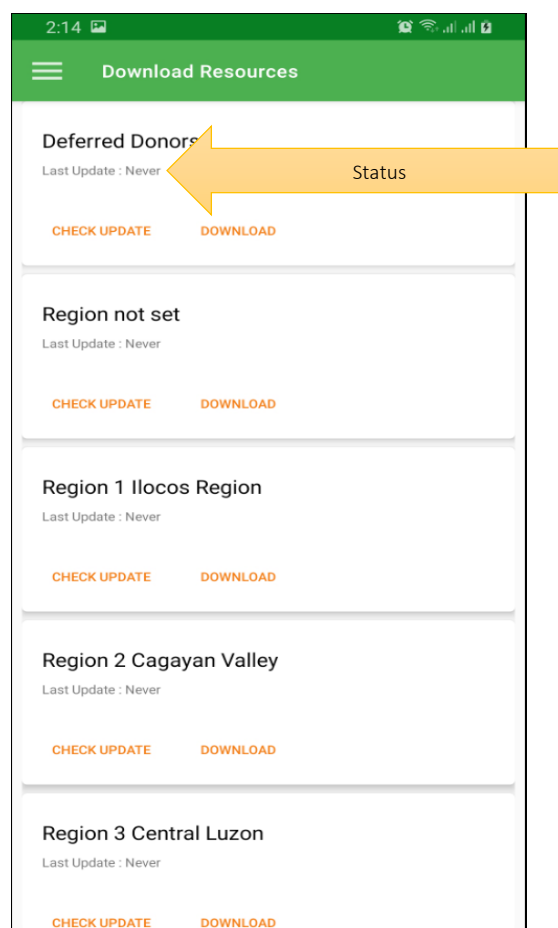 2:14
Download Resources
Deferred Donors
Last Update : Never
Status
CHECK UPDATE DOWNLOAD
Region not set
Last Update : Never
CHECK UPDATE DOWNLOAD
Region 1 Ilocos Region
Last Update : Never
CHECK UPDATE DOWNLOAD
Region 2 Cagayan Valley
Last Update : Never
CHECK UPDATE DOWNLOAD
Region 3 Central Luzon
Last Update : Never
CHECK UPDATE DOWNLOAD